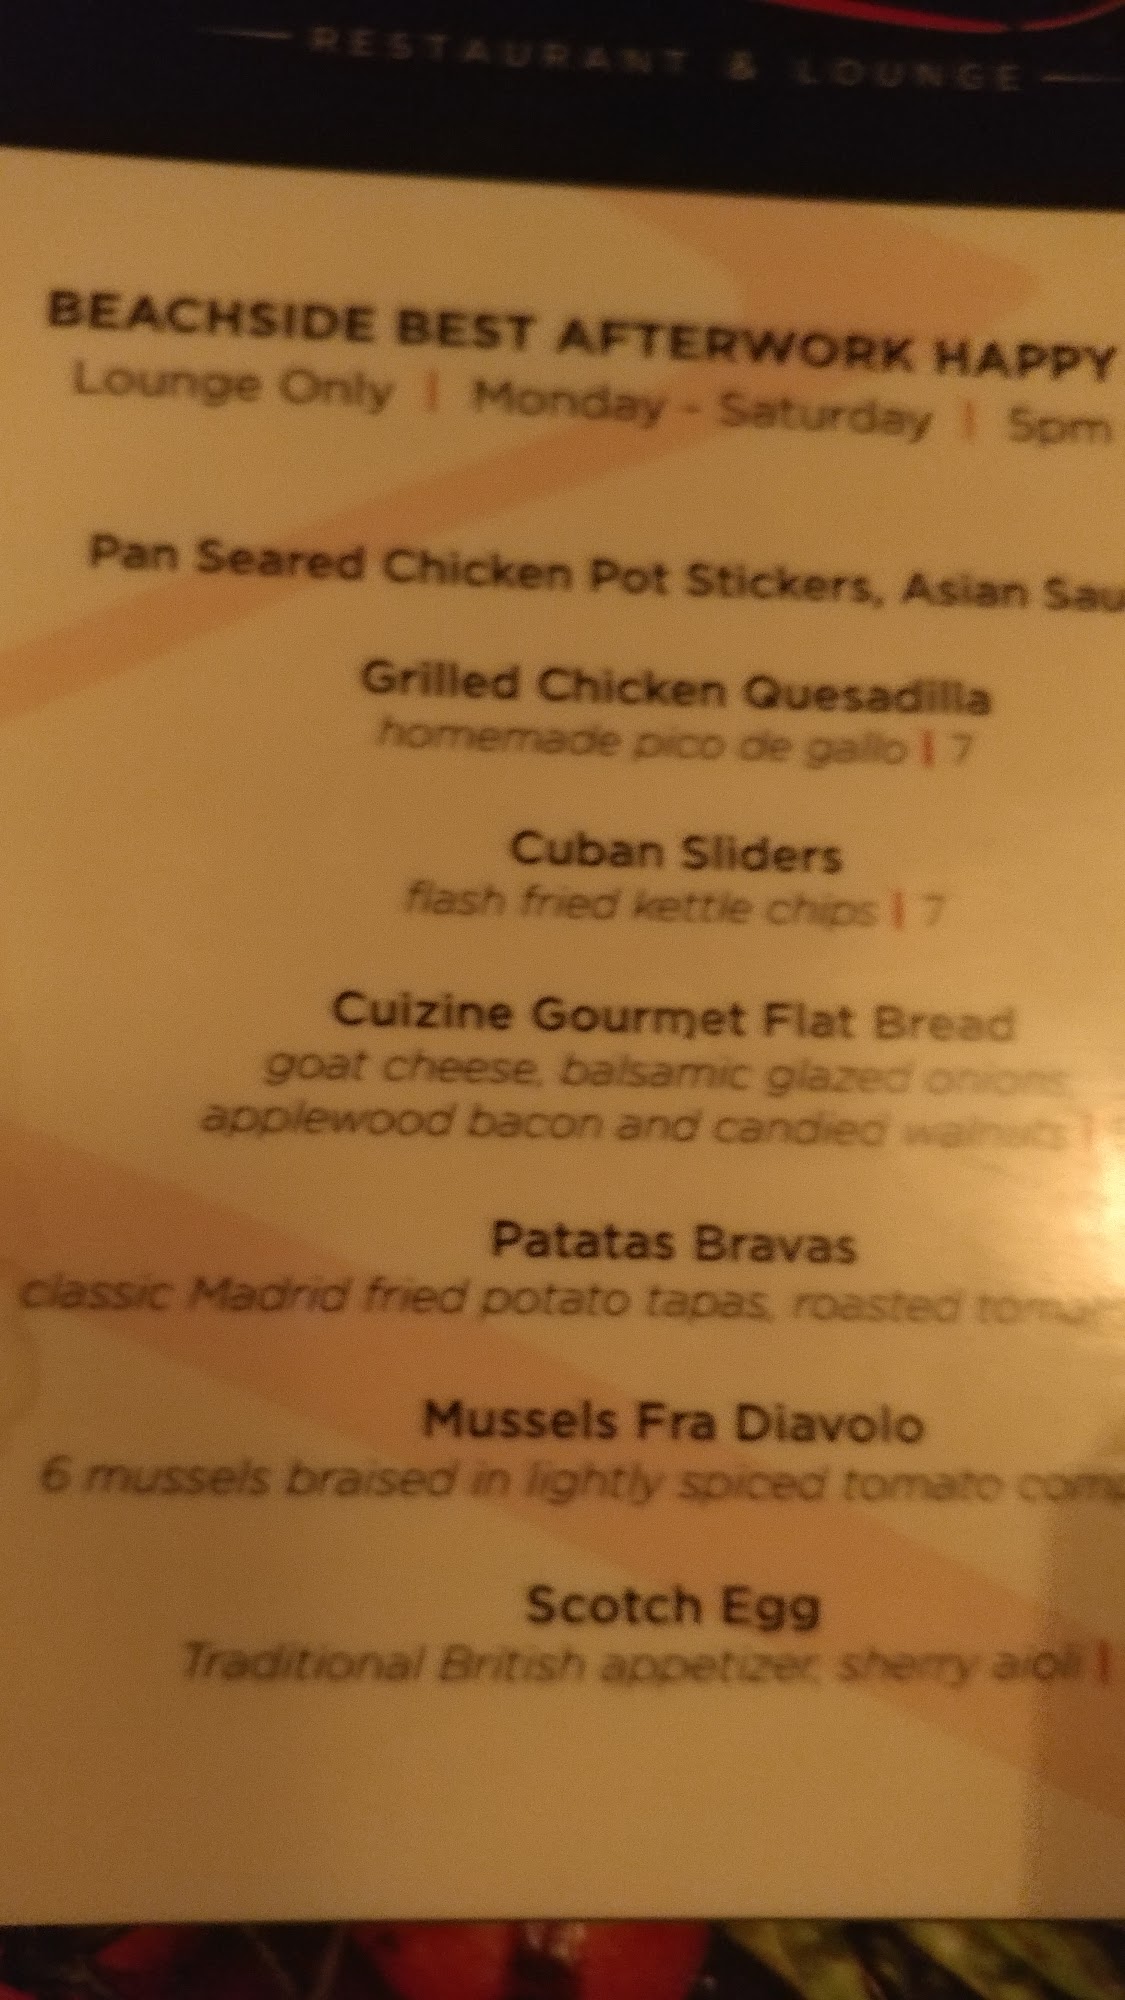 RESTAURANT & LOUNGE
BEACHSIDE BEST AFTERWORK HAPPY
Lounge Only | Monday - Saturday | 5pm
Pan Seared Chicken Pot Stickers, Asian Sau
Grilled Chicken Quesadilla
homemade pico de gallo | 7
Cuban Sliders
flash fried kettle chips | 7
Cuizine Gourmet Flat Bread
goat cheese, balsamic glazed onions,
applewood bacon and candied walnuts |
Patatas Bravas
classic Madrid fried potato tapas, roasted
Mussels Fra Diavolo
6 mussels braised in lightly spiced tomato
Scotch Egg
Traditional British appetizer, sherry aioli |